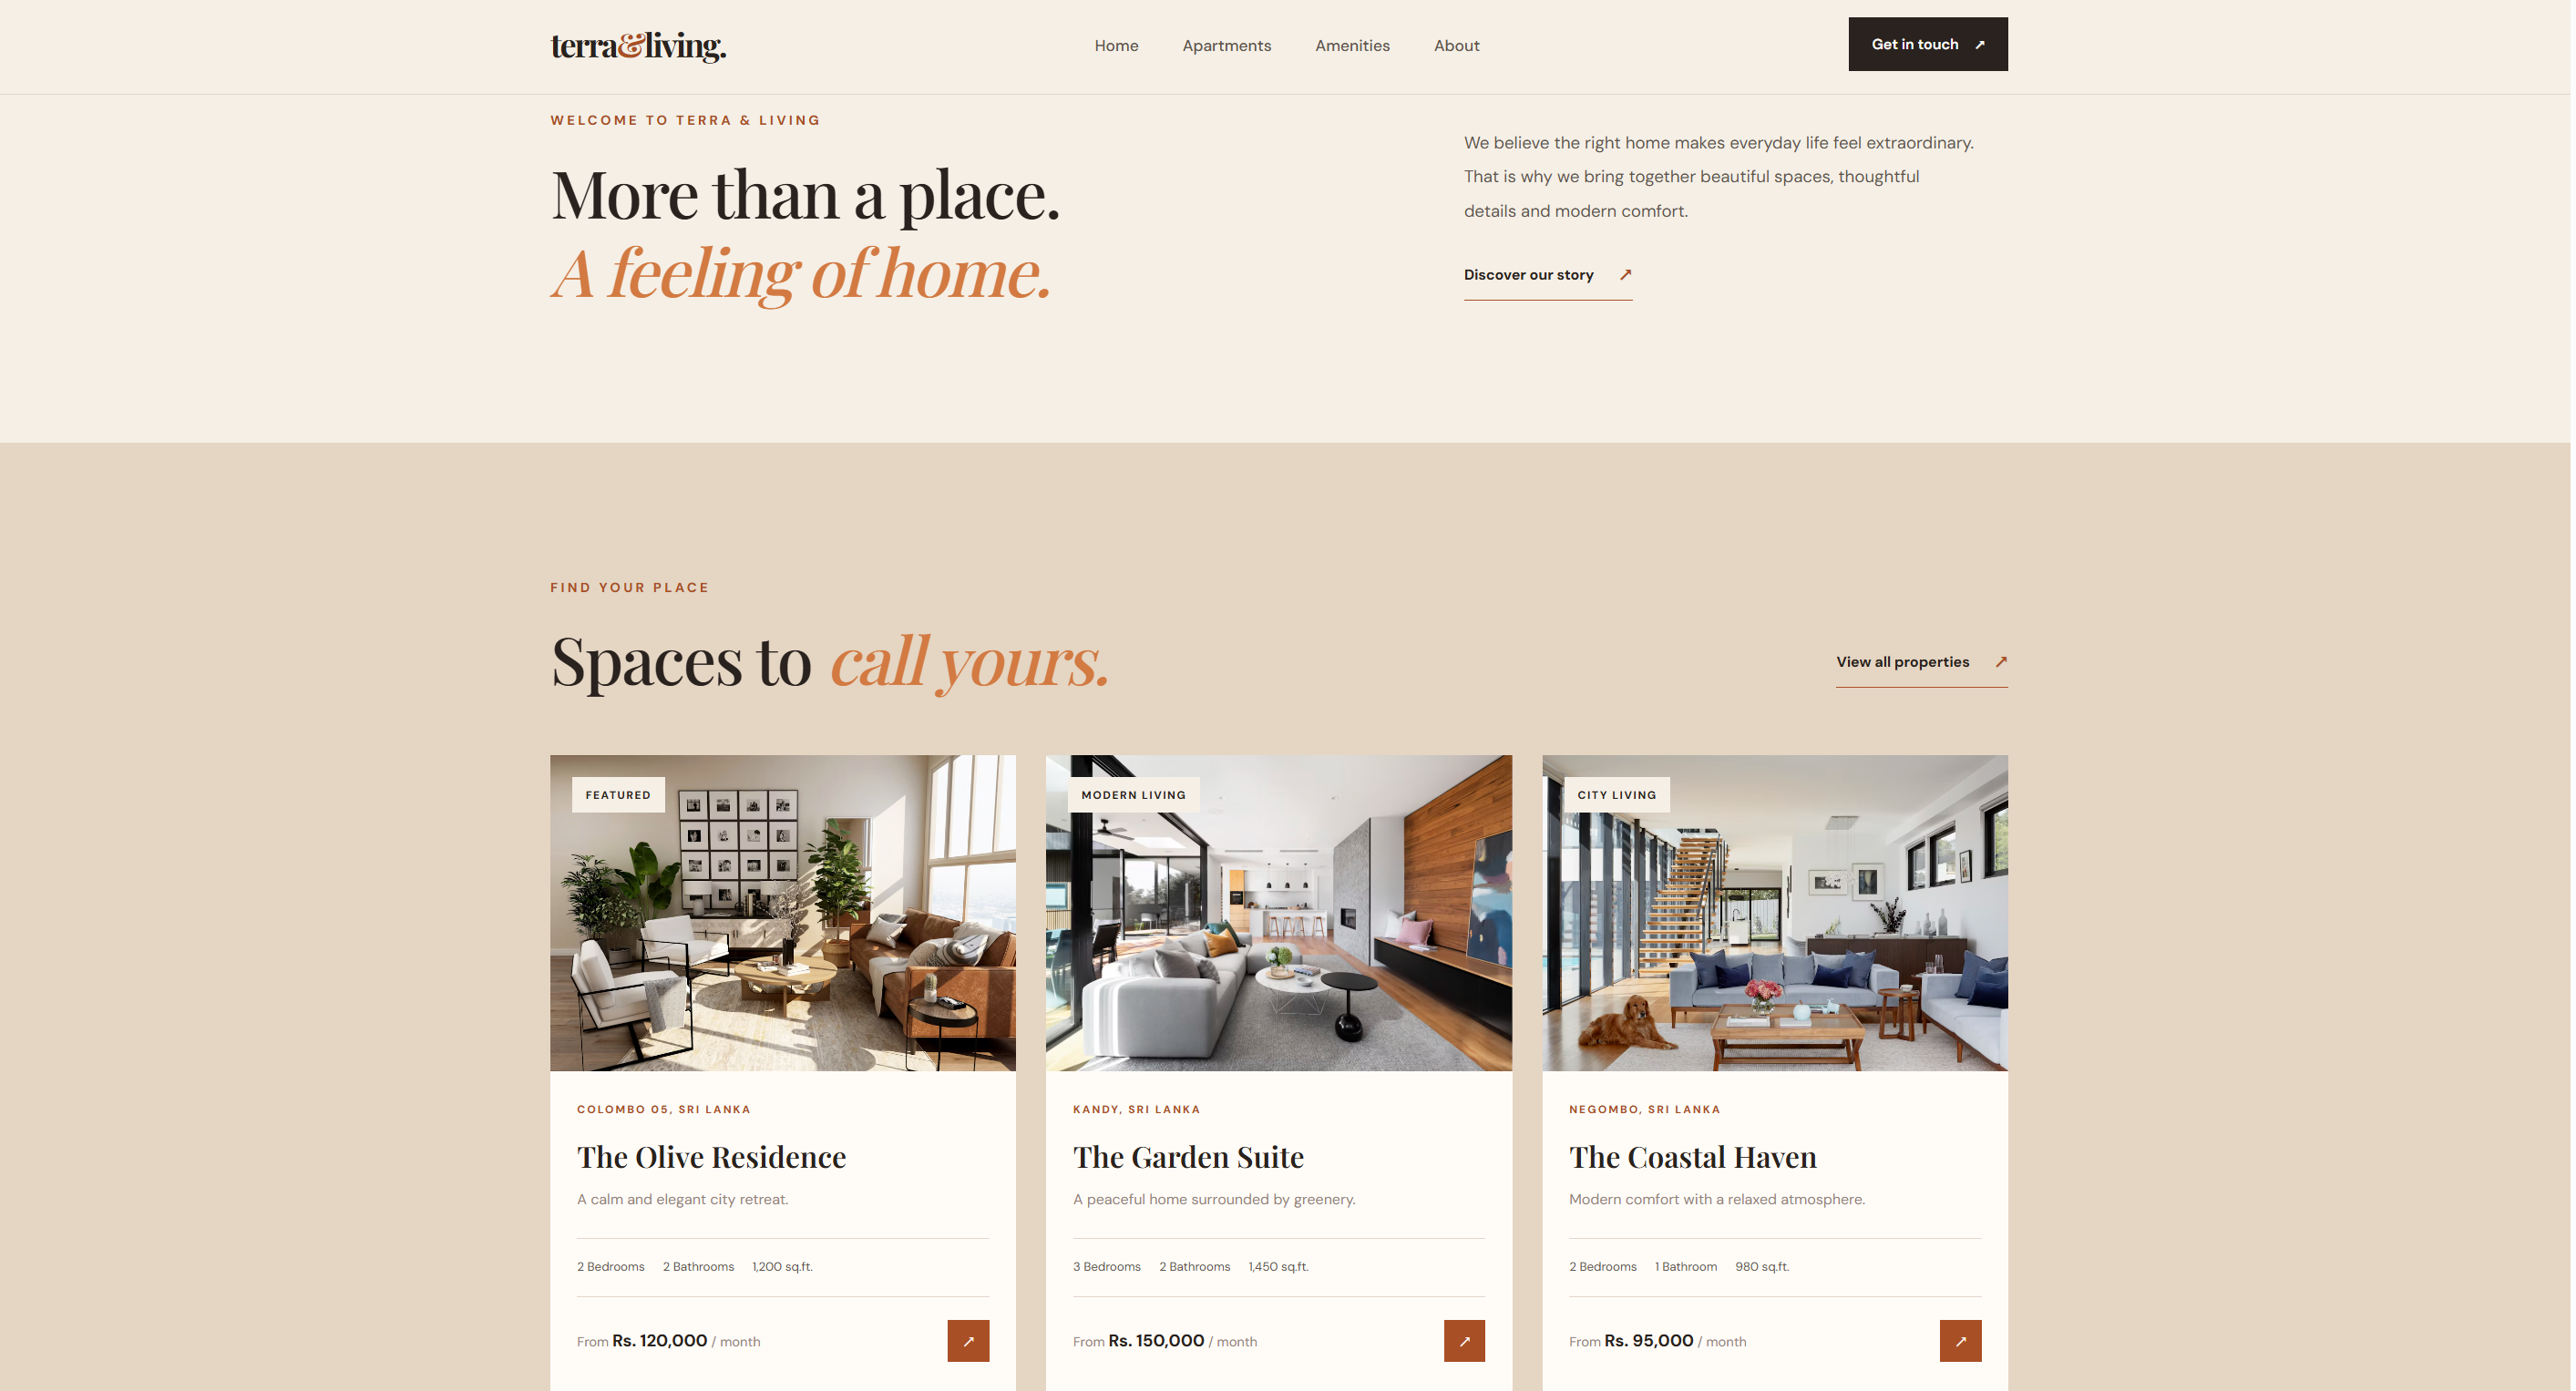 terra&living.
Home Apartments Amenities About
Get in touch ↗
WELCOME TO TERRA & LIVING
More than a place.
A feeling of home.
We believe the right home makes everyday life feel extraordinary.
That is why we bring together beautiful spaces, thoughtful
details and modern comfort.
Discover our story ↗
FIND YOUR PLACE
Spaces to call yours.
View all properties ↗
FEATURED
COLOMBO 05, SRI LANKA
The Olive Residence
A calm and elegant city retreat.
2 Bedrooms 2 Bathrooms 1,200 sq.ft.
From Rs. 120,000 / month ↗
MODERN LIVING
KANDY, SRI LANKA
The Garden Suite
A peaceful home surrounded by greenery.
3 Bedrooms 2 Bathrooms 1,450 sq.ft.
From Rs. 150,000 / month ↗
CITY LIVING
NEGOMBO, SRI LANKA
The Coastal Haven
Modern comfort with a relaxed atmosphere.
2 Bedrooms 1 Bathroom 980 sq.ft.
From Rs. 95,000 / month ↗